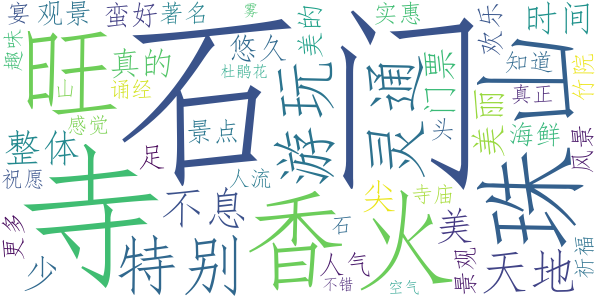 宴
观景
蛮好
著名
雾
实惠
欢乐
时间
趣味
旺
真的
石
悠久
美的
杜鹃花
门
通
门票
山
知道
竹院
真正
山
诵经
感觉
景点
游玩
灵
美丽
海鲜
风景
整体
足
头
珠
祝愿
寺
不息
人流
香
火
尖
寺庙
美
祈福
更多
少
特别
石
人气
不错
空气
景观
天地